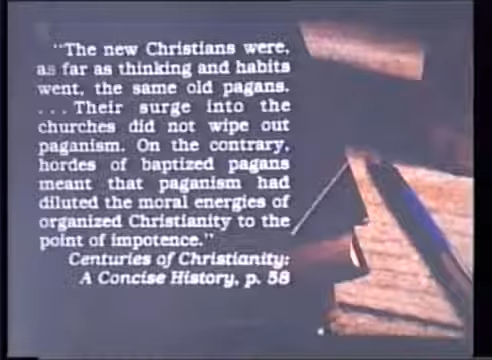 "The new Christians were,
as far as thinking and habits
went, the same old pagans.
. . . Their surge into the
churches did not wipe out
paganism. On the contrary,
hordes of baptized pagans
meant that paganism had
diluted the moral energies of
organized Christianity to the
point of impotence."
Centuries of Christianity:
A Concise History, p. 58